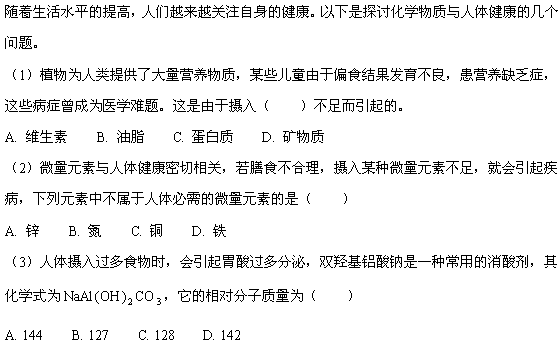 随着生活水平的提高，人们越来越关注自身的健康。以下是探讨化学物质与人体健康的几个
问题。
（1）植物为人类提供了大量营养物质，某些儿童由于偏食结果发育不良，患营养缺乏症，
这些病症曾成为医学难题。这是由于摄入（　　）不足而引起的。
A. 维生素　　B. 油脂　　C. 蛋白质　　D. 矿物质
（2）微量元素与人体健康密切相关，若膳食不合理，摄入某种微量元素不足，就会引起疾
病，下列元素中不属于人体必需的微量元素的是（　　）
A. 锌　　B. 氮　　C. 铜　　D. 铁
（3）人体摄入过多食物时，会引起胃酸过多分泌，双羟基铝酸钠是一种常用的消酸剂，其
化学式为NaAl(OH)₂CO₃，它的相对分子质量为（　　）
A. 144　　B. 127　　C. 128　　D. 142